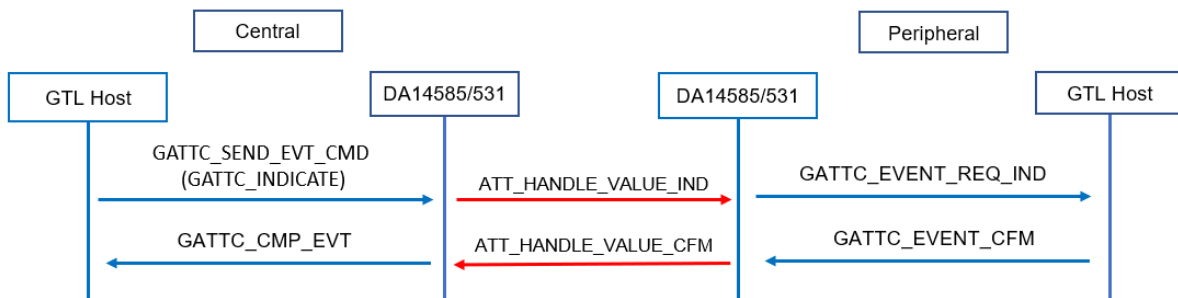 Central
Peripheral
GTL Host
DA14585/531
DA14585/531
GTL Host
GATTC_SEND_EVT_CMD
(GATTC_INDICATE)
ATT_HANDLE_VALUE_IND
GATTC_EVENT_REQ_IND
GATTC_CMP_EVT
ATT_HANDLE_VALUE_CFM
GATTC_EVENT_CFM